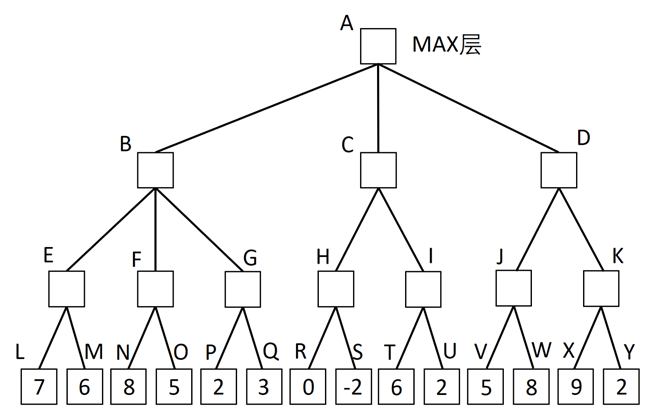 A MAX层
B C D
E F G H I J K
L M N O P Q R S T U V W X Y
7 6 8 5 2 3 0 -2 6 2 5 8 9 2